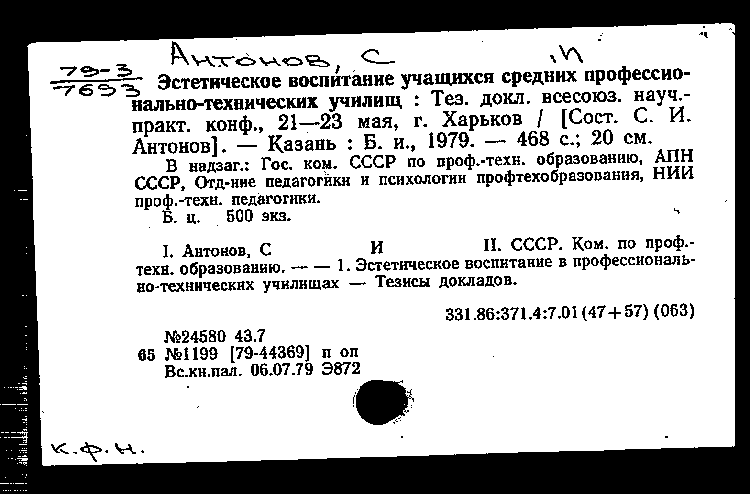 Антонов, С .И
79-3
7693
Эстетическое воспитание учащихся средних профессио-
нально-технических училищ : Тез. докл. всесоюз. науч.-
практ. конф., 21—23 мая, г. Харьков / [Сост. С. И.
Антонов]. — Казань : Б. и., 1979. — 468 с.; 20 см.
В надзаг.: Гос. ком. СССР по проф.-техн. образованию, АПН
СССР, Отд-ние педагогики и психологии профтехобразования, НИИ
проф.-техн. педагогики.
Б. ц. 500 экз.
I. Антонов, С И II. СССР. Ком. по проф.-
техн. образованию. — — 1. Эстетическое воспитание в профессиональ-
но-технических училищах — Тезисы докладов.
331.86:371.4:7.01(47+57)(063)
№24580 43.7
65 №1199 [79-44369] п оп
Вс.кн.пал. 06.07.79 Э872
к.ф.н.